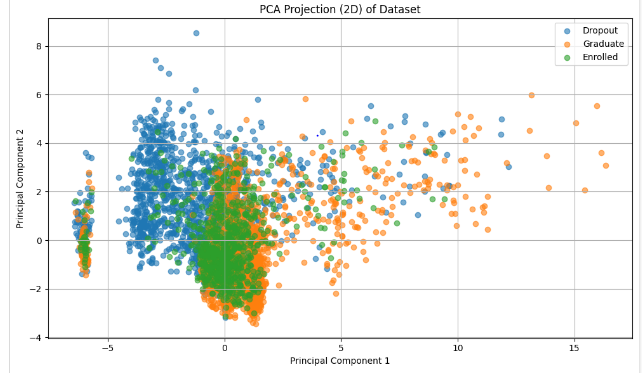 PCA Projection (2D) of Dataset
Dropout
Graduate
Enrolled
8
6
4
2
0
−2
−4
Principal Component 2
−5
0
5
10
15
Principal Component 1